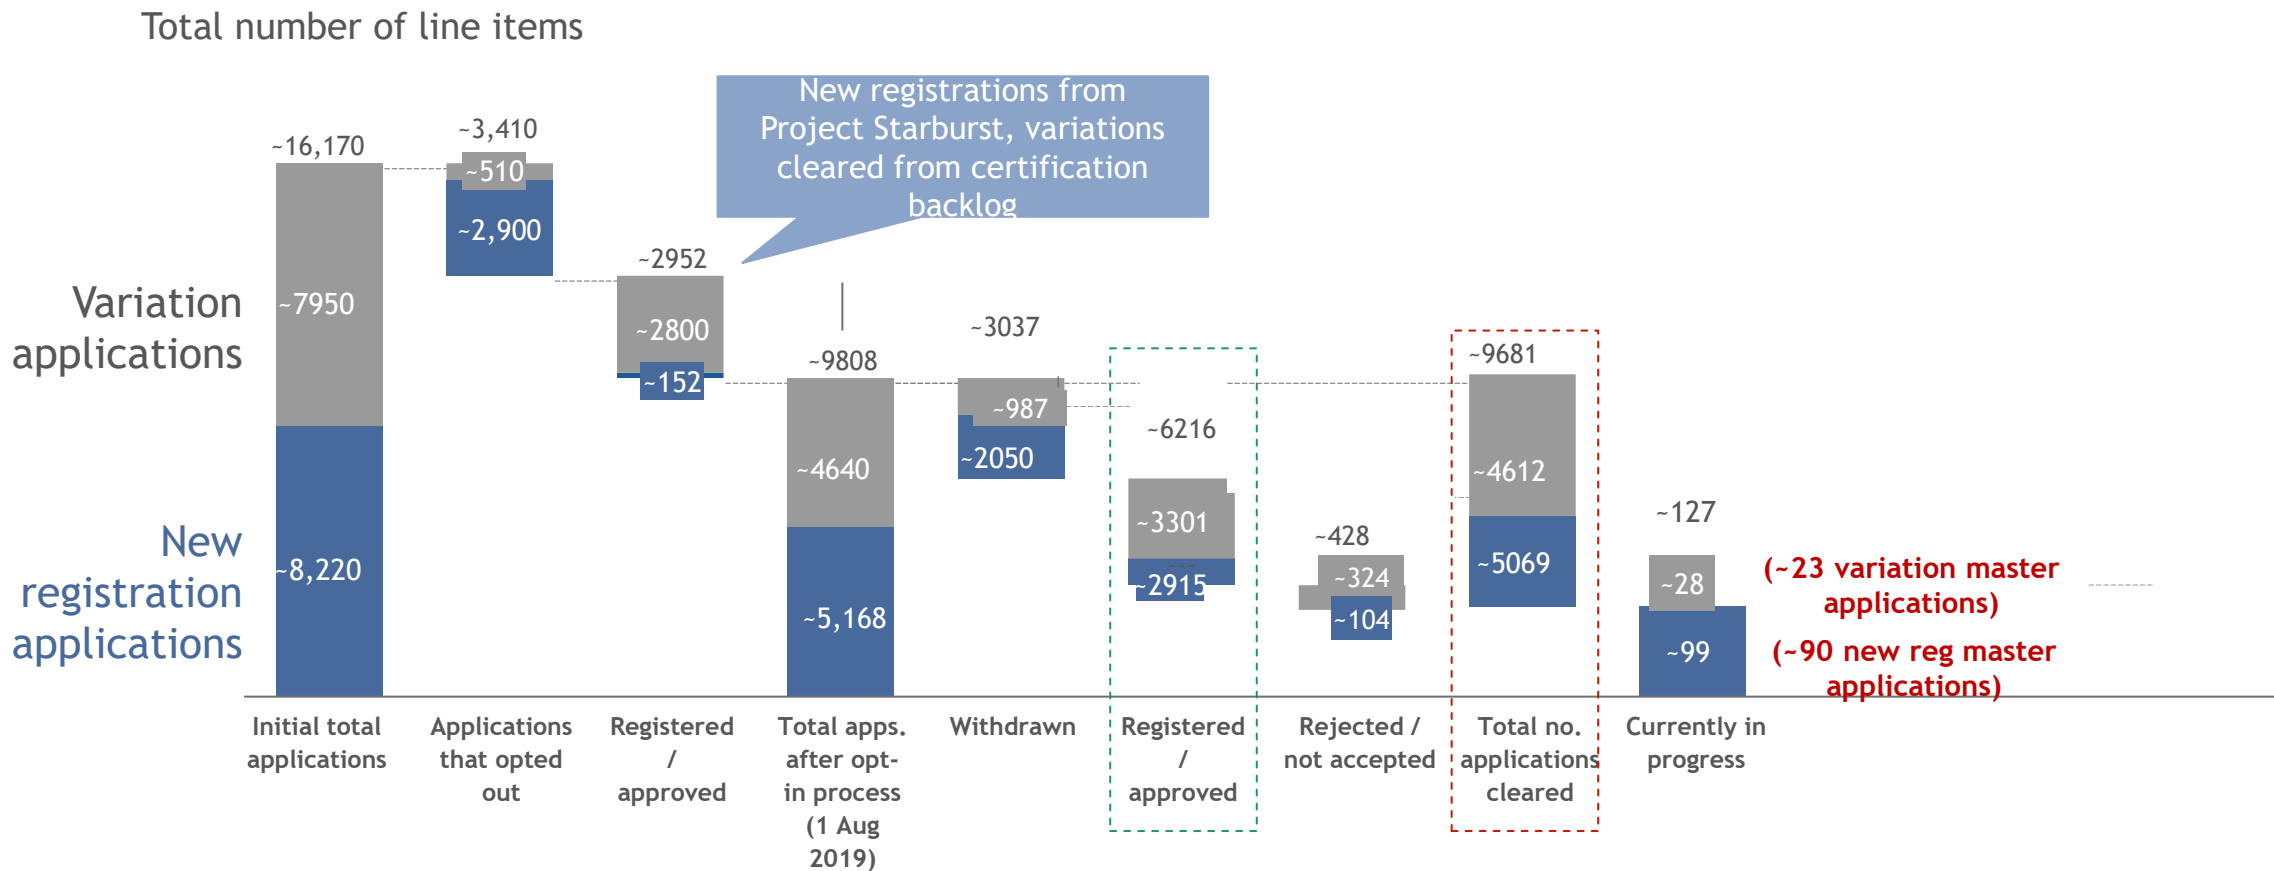 Total number of line items
New registrations from
Project Starburst, variations
cleared from certification
backlog
~16,170
~3,410
~510
~2,900
~2952
~2800
~152
~7950
~8,220
Variation
applications
New
registration
applications
~9808
~4640
~5,168
~3037
~987
~2050
~6216
~3301
~2915
~428
~324
~104
~9681
~4612
~5069
~127
~28
~99
(~23 variation master
applications)
(~90 new reg master
applications)
Initial total
applications
Applications
that opted
out
Registered
/
approved
Total apps.
after opt-
in process
(1 Aug
2019)
Withdrawn
Registered
/
approved
Rejected /
not accepted
Total no.
applications
cleared
Currently in
progress